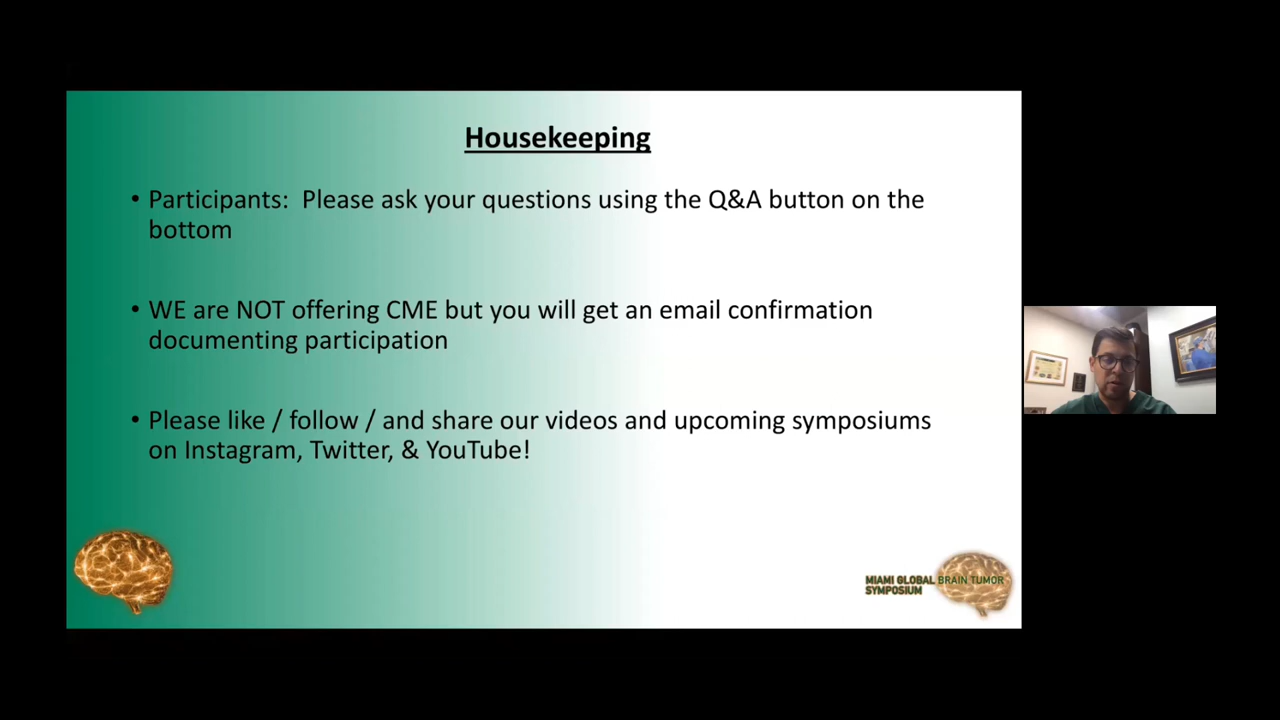 Housekeeping
• Participants:  Please ask your questions using the Q&A button on the
bottom
• WE are NOT offering CME but you will get an email confirmation
documenting participation
• Please like / follow / and share our videos and upcoming symposiums
on Instagram, Twitter, & YouTube!
MIAMI GLOBAL BRAIN TUMOR
SYMPOSIUM